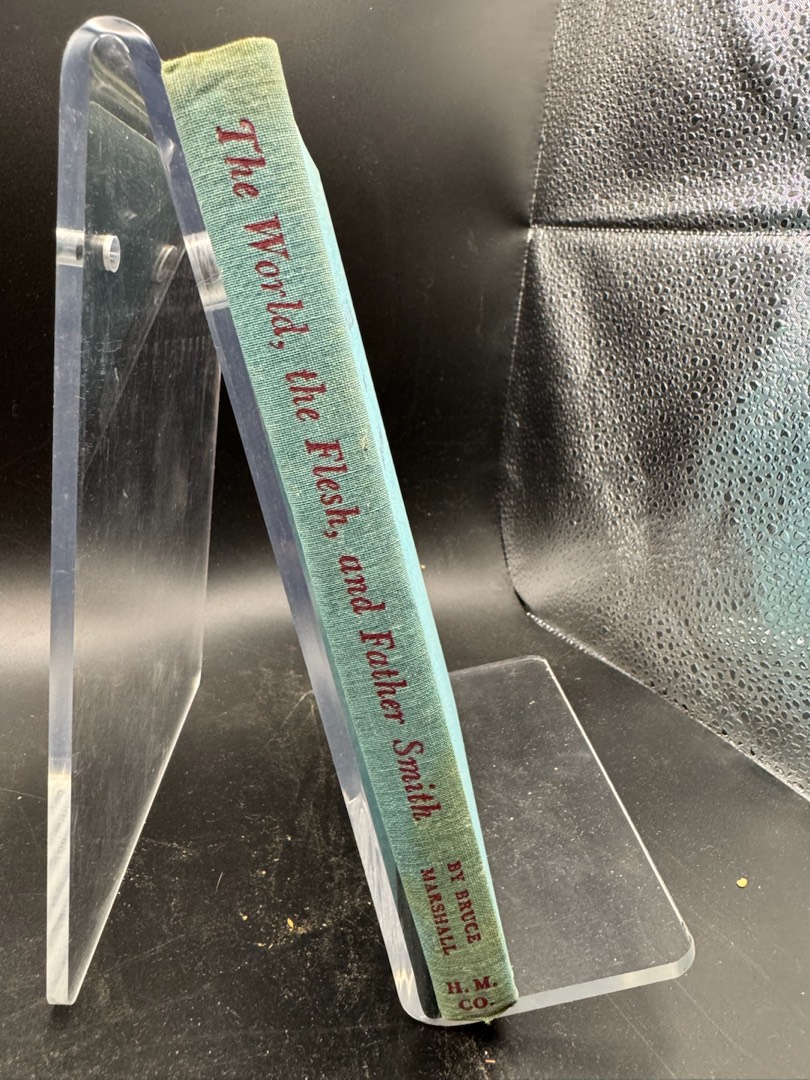 The World, the Flesh, and Father Smith
BY BRUCE
MARSHALL
H. M.
CO.